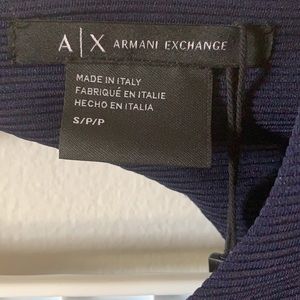 A|X ARMANI EXCHANGE
MADE IN ITALY
FABRIQUÉ EN ITALIE
HECHO EN ITALIA
S/P/P